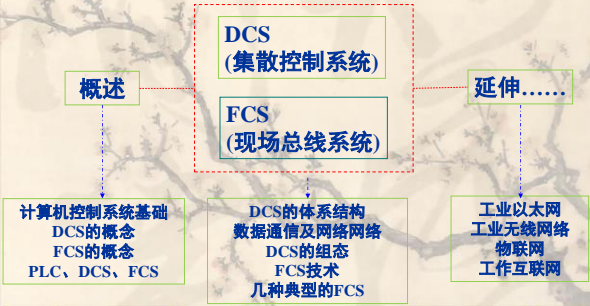 DCS
(集散控制系统)
概述
延伸……
FCS
(现场总线系统)
计算机控制系统基础
DCS的概念
FCS的概念
PLC、DCS、FCS
DCS的体系结构
数据通信及网络网络
DCS的组态
FCS技术
几种典型的FCS
工业以太网
工业无线网络
物联网
工作互联网